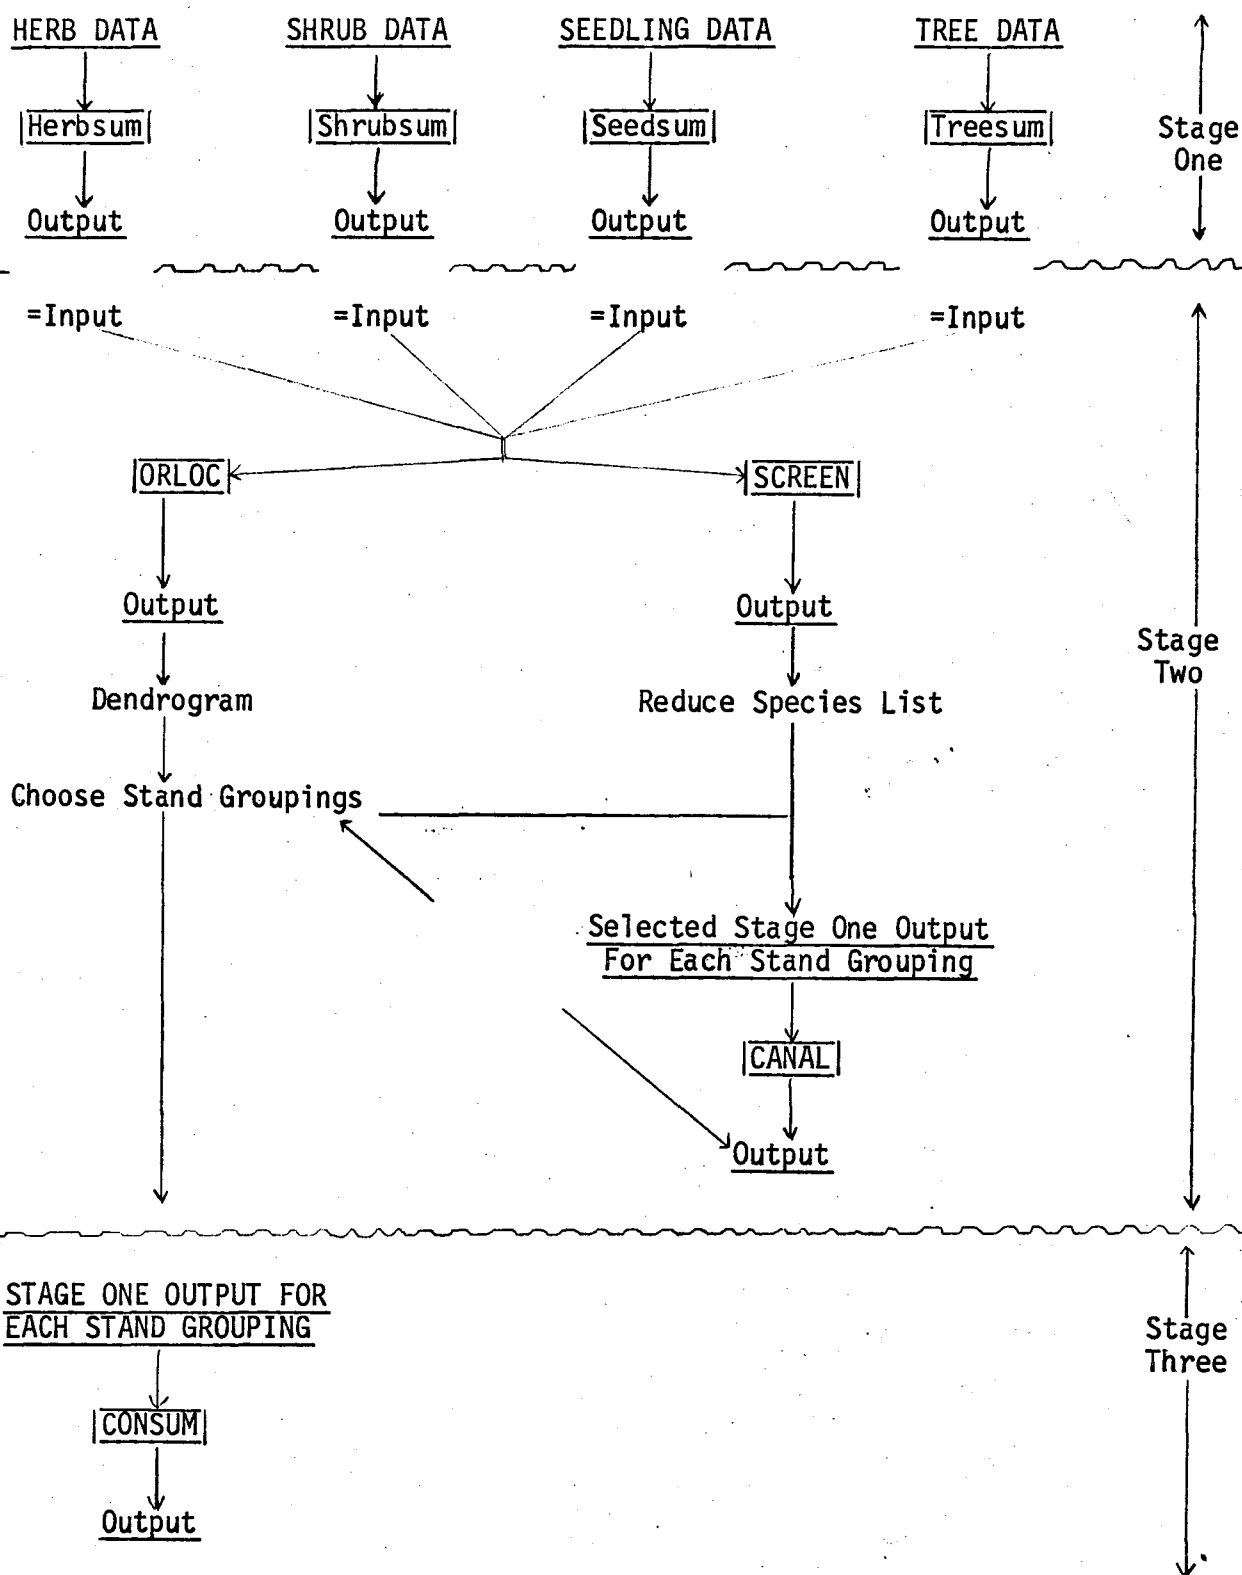 HERB DATA SHRUB DATA SEEDLING DATA TREE DATA
Herbsum Shrubsum Seedsum Treesum
Stage
One
Output Output Output Output
=Input =Input =Input =Input
ORLOC SCREEN
Output Output
Stage
Two
Dendrogram Reduce Species List
Choose Stand Groupings
Selected Stage One Output
For Each Stand Grouping
CANAL
Output
STAGE ONE OUTPUT FOR
EACH STAND GROUPING
Stage
Three
CONSUM
Output